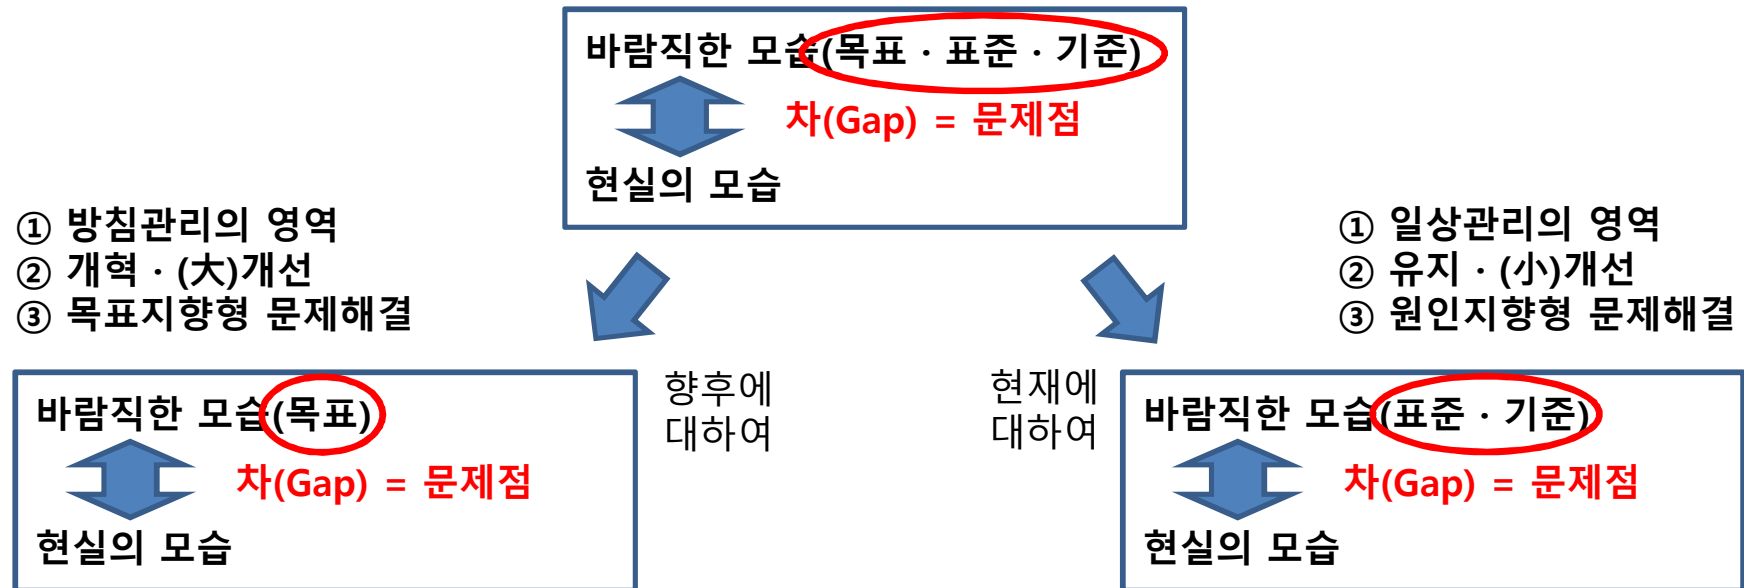 바람직한 모습(목표 · 표준 · 기준)
차(Gap) = 문제점
현실의 모습
① 방침관리의 영역
② 개혁 · (大)개선
③ 목표지향형 문제해결
① 일상관리의 영역
② 유지 · (小)개선
③ 원인지향형 문제해결
향후에
대하여
현재에
대하여
바람직한 모습(목표)
차(Gap) = 문제점
현실의 모습
바람직한 모습(표준 · 기준)
차(Gap) = 문제점
현실의 모습